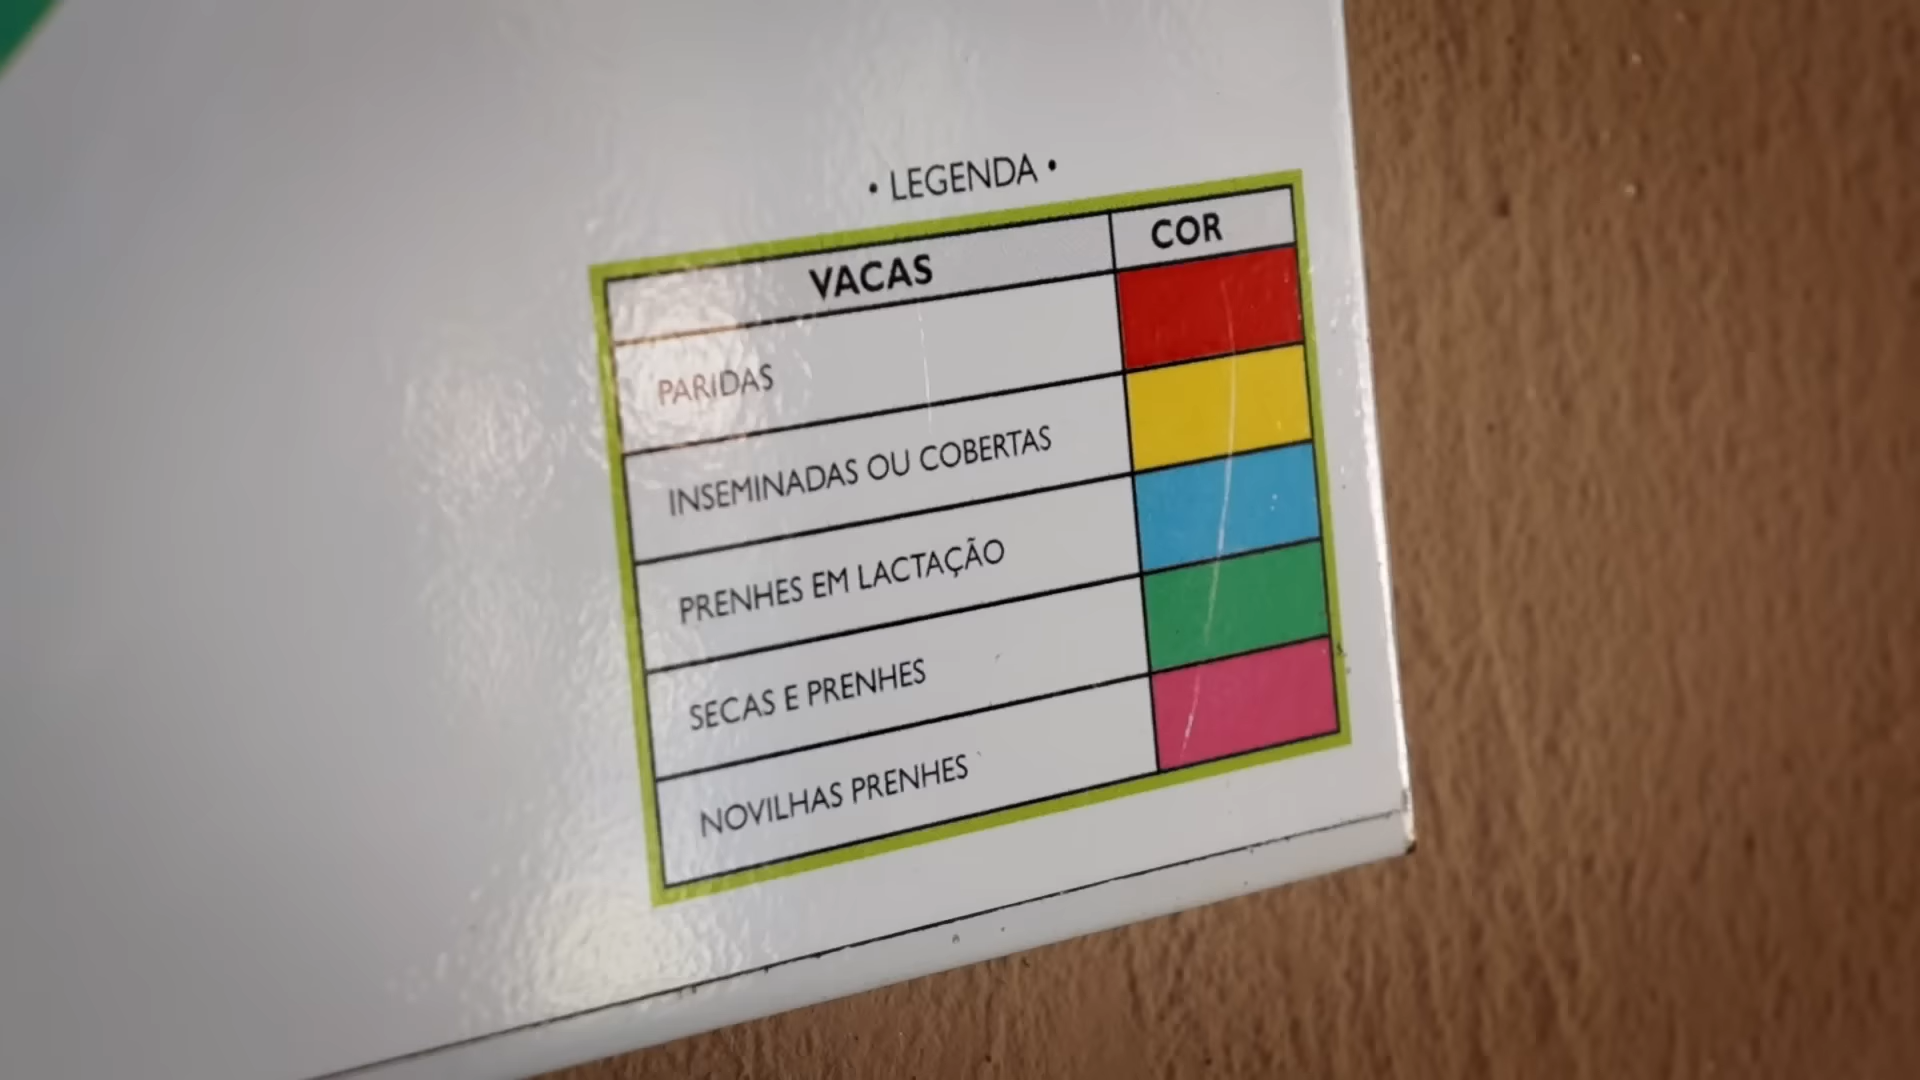 • LEGENDA •
VACAS COR
PARIDAS
INSEMINADAS OU COBERTAS
PRENHES EM LACTAÇÃO
SECAS E PRENHES
NOVILHAS PRENHES